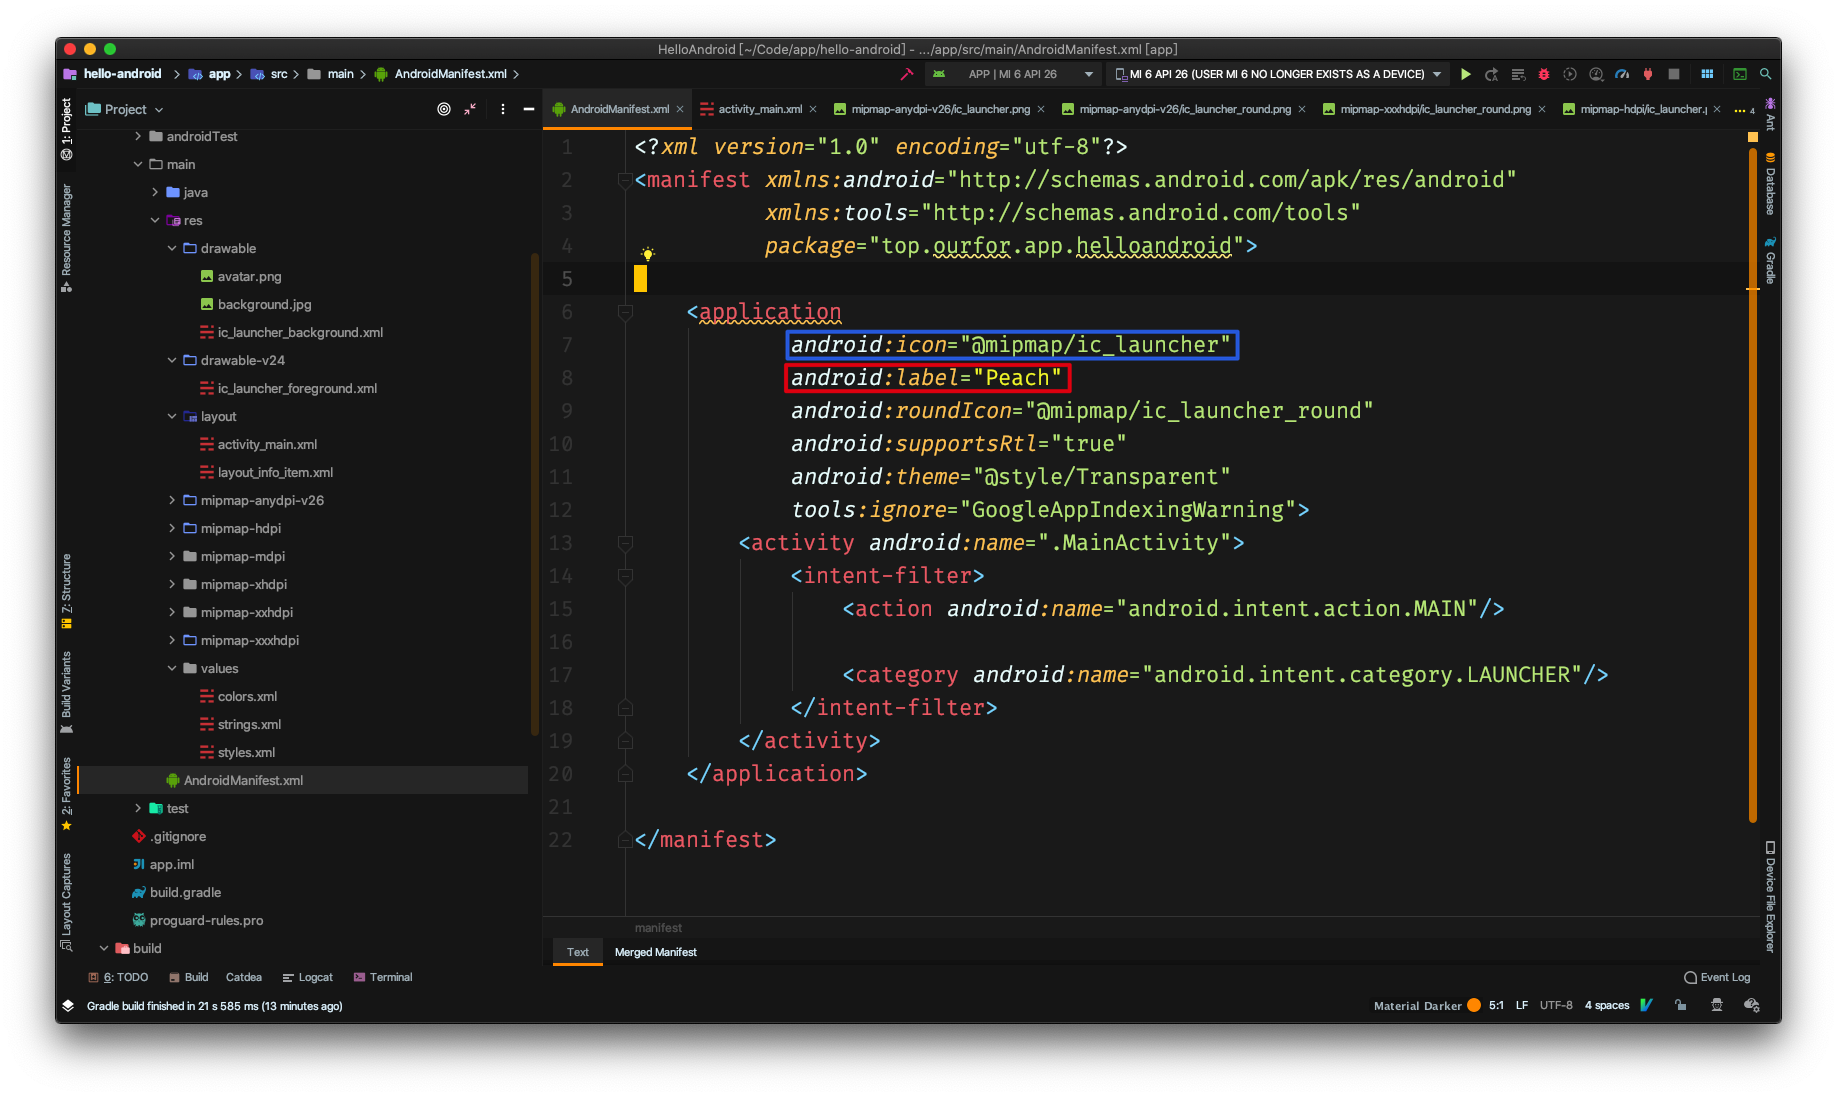 HelloAndroid [~/Code/app/hello-android] - .../app/src/main/AndroidManifest.xml [app]
hello-android
app
src
main
AndroidManifest.xml
APP | MI 6 API 26
MI 6 API 26 (USER MI 6 NO LONGER EXISTS AS A DEVICE)
Project
AndroidManifest.xml
activity_main.xml
mipmap-anydpi-v26/ic_launcher.png
mipmap-anydpi-v26/ic_launcher_round.png
mipmap-xxxhdpi/ic_launcher_round.png
mipmap-hdpi/ic_launcher.p
4
1: Project
Resource Manager
Z: Structure
Build Variants
2: Favorites
Layout Captures
androidTest
main
java
res
drawable
avatar.png
background.jpg
ic_launcher_background.xml
drawable-v24
ic_launcher_foreground.xml
layout
activity_main.xml
layout_info_item.xml
mipmap-anydpi-v26
mipmap-hdpi
mipmap-mdpi
mipmap-xhdpi
mipmap-xxhdpi
mipmap-xxxhdpi
values
colors.xml
strings.xml
styles.xml
AndroidManifest.xml
test
.gitignore
app.iml
build.gradle
proguard-rules.pro
build
1 <?xml version="1.0" encoding="utf-8"?>
2 <manifest xmlns:android="http://schemas.android.com/apk/res/android"
3 xmlns:tools="http://schemas.android.com/tools"
4 package="top.ourfor.app.helloandroid">
5
6 <application
7 android:icon="@mipmap/ic_launcher"
8 android:label="Peach"
9 android:roundIcon="@mipmap/ic_launcher_round"
10 android:supportsRtl="true"
11 android:theme="@style/Transparent"
12 tools:ignore="GoogleAppIndexingWarning">
13 <activity android:name=".MainActivity">
14 <intent-filter>
15 <action android:name="android.intent.action.MAIN"/>
16
17 <category android:name="android.intent.category.LAUNCHER"/>
18 </intent-filter>
19 </activity>
20 </application>
21
22 </manifest>
Ant
Database
Gradle
Device File Explorer
manifest
Text
Merged Manifest
6: TODO
Build
Catdea
Logcat
Terminal
Event Log
Gradle build finished in 21 s 585 ms (13 minutes ago)
Material Darker
5:1
LF
UTF-8
4 spaces